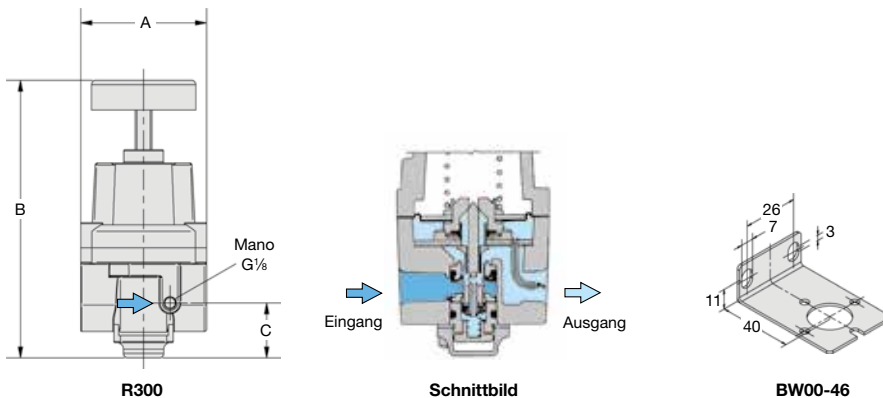 A
B
Mano
G⅛
C
R300
Eingang
Ausgang
Schnittbild
26
7
3
11
40
BW00-46